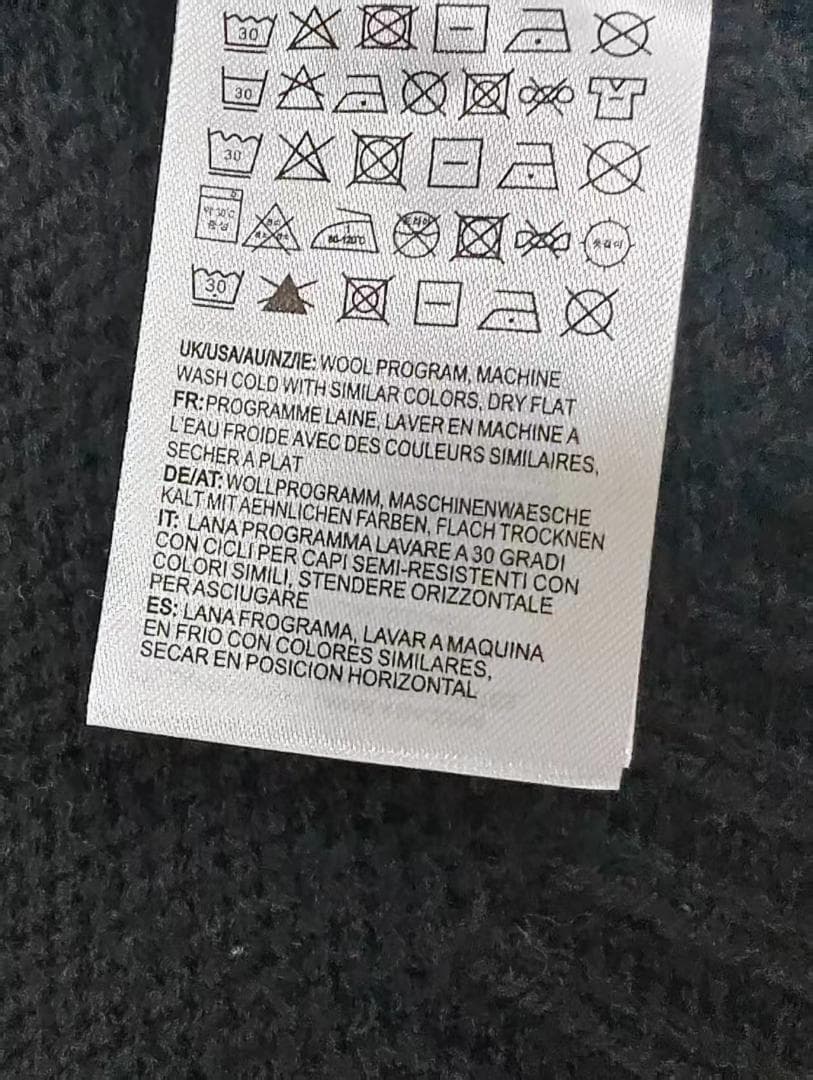 30
30
30
30
80-120℃
30
UK/USA/AU/NZ/IE: WOOL PROGRAM, MACHINE
WASH COLD WITH SIMILAR COLORS, DRY FLAT
FR:PROGRAMME LAINE, LAVER EN MACHINE A
L'EAU FROIDE AVEC DES COULEURS SIMILAIRES,
SECHER A PLAT
DE/AT: WOLLPROGRAMM, MASCHINENWAESCHE
KALT MIT AEHNLICHEN FARBEN, FLACH TROCKNEN
IT: LANA PROGRAMMA LAVARE A 30 GRADI
CON CICLI PER CAPI SEMI-RESISTENTI CON
COLORI SIMILI, STENDERE ORIZZONTALE
PER ASCIUGARE
ES: LANA FROGRAMA, LAVAR A MAQUINA
EN FRIO CON COLORES SIMILARES,
SECAR EN POSICION HORIZONTAL